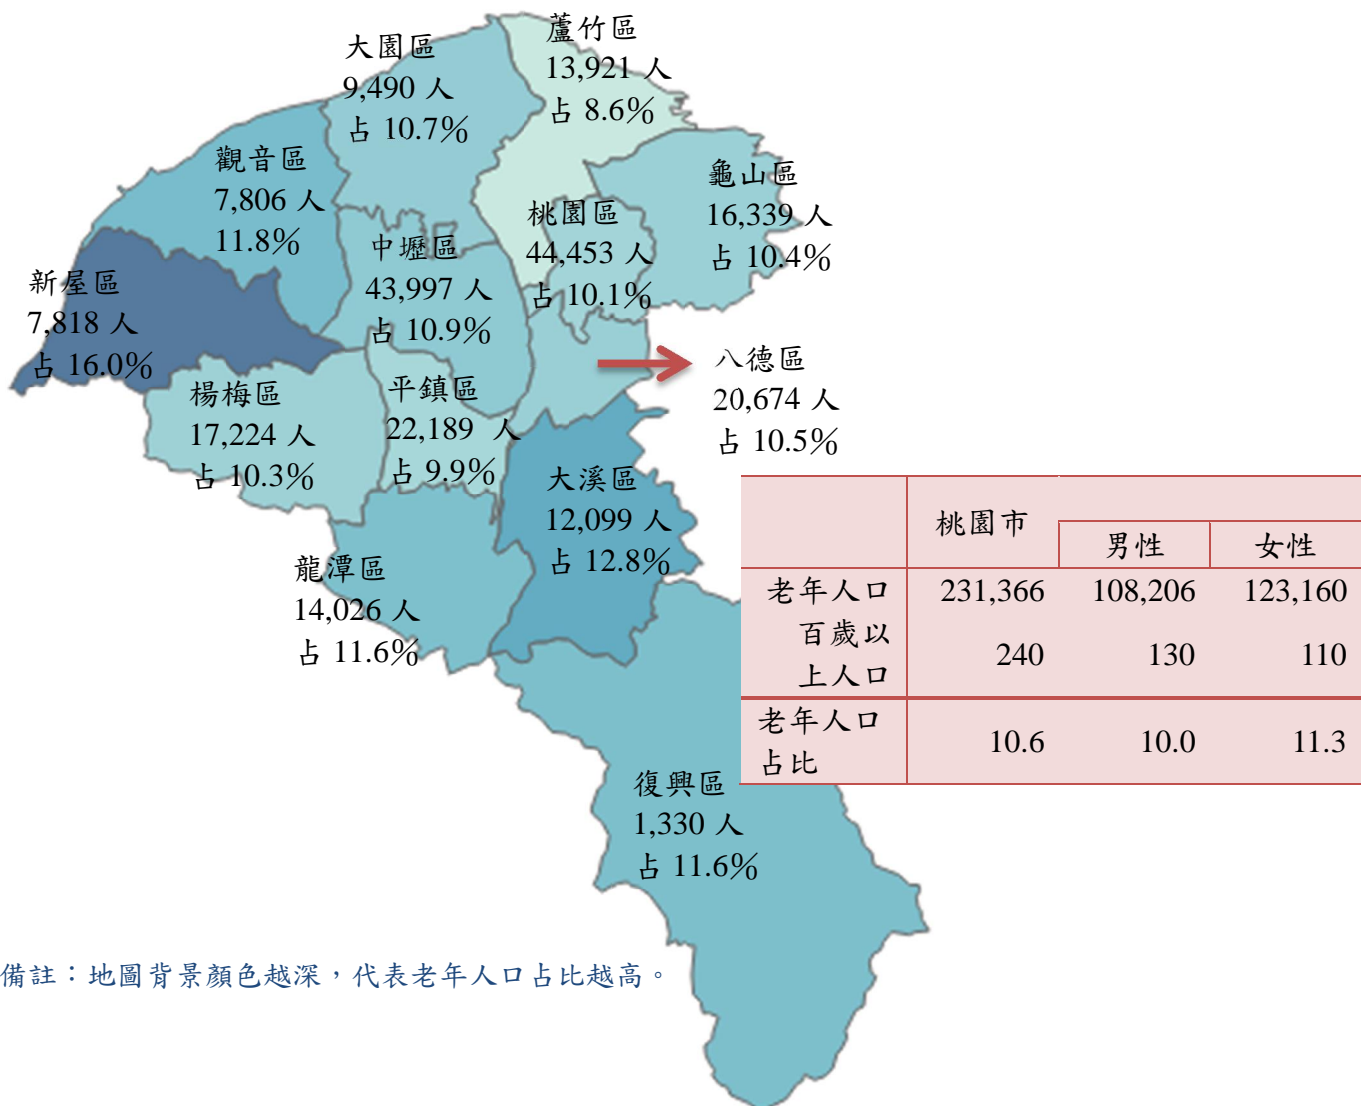 大園區
9,490 人
占 10.7%
蘆竹區
13,921 人
占 8.6%
觀音區
7,806 人
11.8%
龜山區
16,339 人
占 10.4%
桃園區
44,453 人
占 10.1%
中壢區
43,997 人
占 10.9%
新屋區
7,818 人
占 16.0%
八德區
20,674 人
占 10.5%
楊梅區
17,224 人
占 10.3%
平鎮區
22,189 人
占 9.9%
大溪區
12,099 人
占 12.8%
龍潭區
14,026 人
占 11.6%
復興區
1,330 人
占 11.6%
桃園市
男性 女性
老年人口 231,366 108,206 123,160
百歲以
上人口 240 130 110
老年人口
占比 10.6 10.0 11.3
備註：地圖背景顏色越深，代表老年人口占比越高。